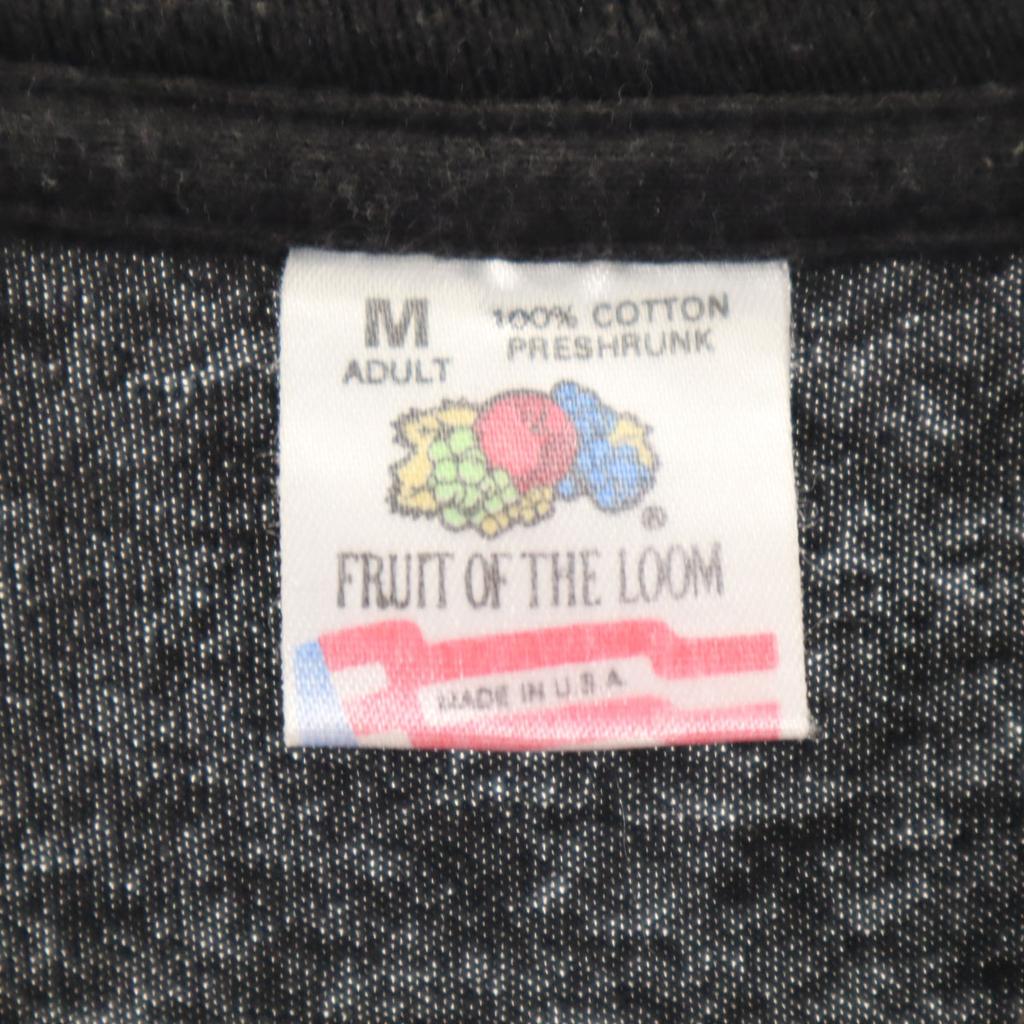 M
ADULT
100% COTTON
PRESHRUNK
®
FRUIT OF THE LOOM
MADE IN U.S.A.